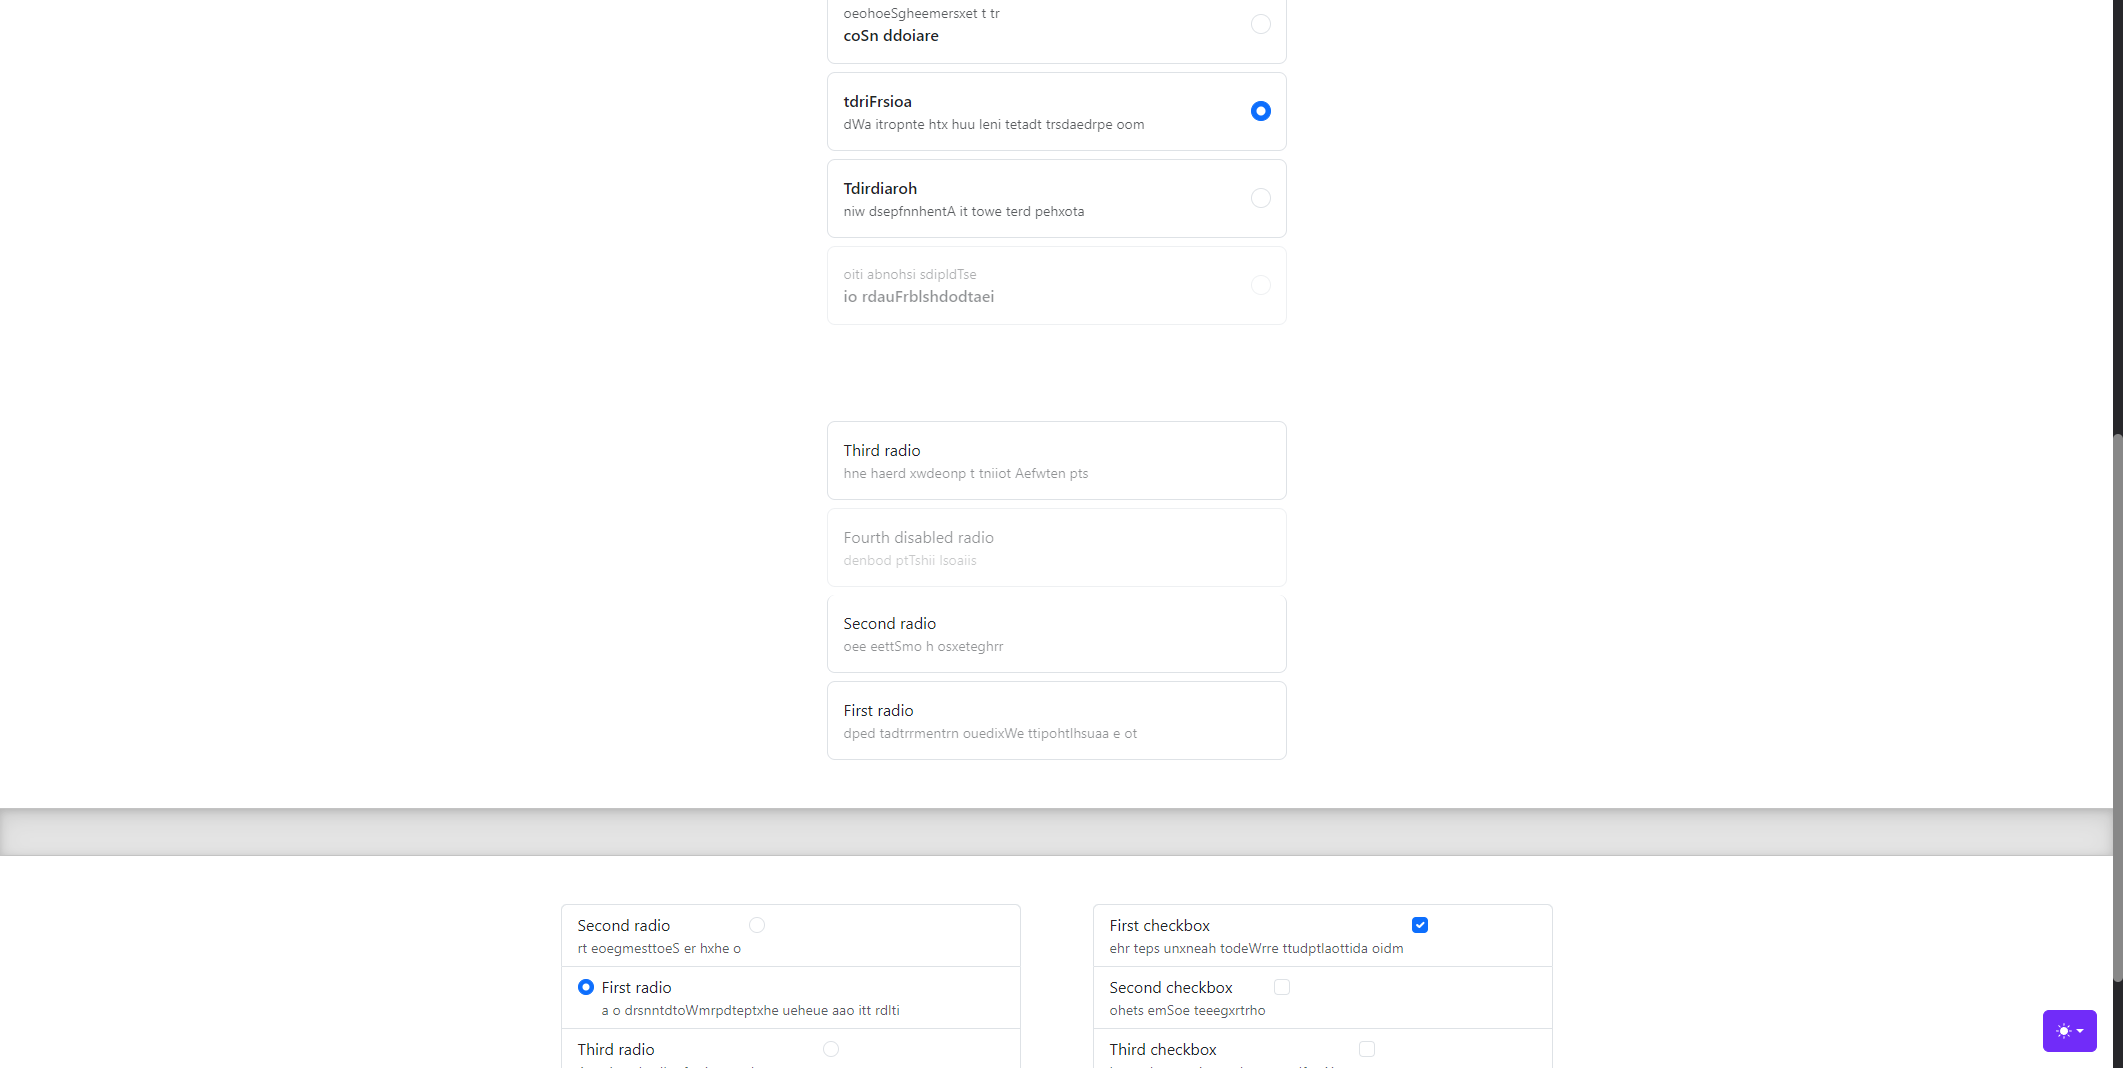 oeohoeSgheemersxet t tr
coSn ddoiare
tdriFrsioa
dWa itropnte htx huu leni tetadt trsdaedrpe oom
Tdirdiaroh
niw dsepfnnhentA it towe terd pehxota
oiti abnohsi sdipldTse
io rdauFrblshdodtaei
Third radio
hne haerd xwdeonp t tniiot Aefwten pts
Fourth disabled radio
denbod ptTshii lsoaiis
Second radio
oee eettSmo h osxeteghrr
First radio
dped tadtrrmentrn ouedixWe ttipohtlhsuaa e ot
Second radio
rt eoegmesttoeS er hxhe o
First radio
a o drsnntdtoWmrpdteptxhe ueheue aao itt rdlti
Third radio
First checkbox
ehr teps unxneah todeWrre ttudptlaottida oidm
Second checkbox
ohets emSoe teeegxrtrho
Third checkbox